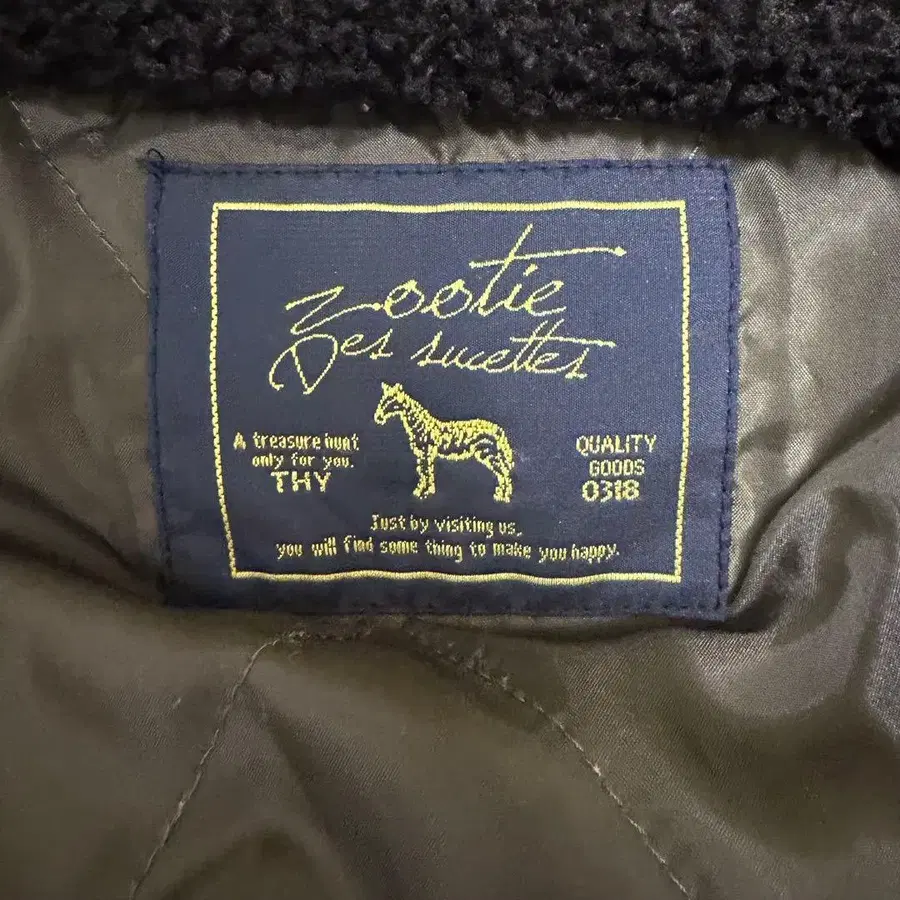 Zootie
Des sucettes
A treasure hunt
only for you.
THY
QUALITY
GOODS
0318
Just by visiting us,
you will find some thing to make you happy.